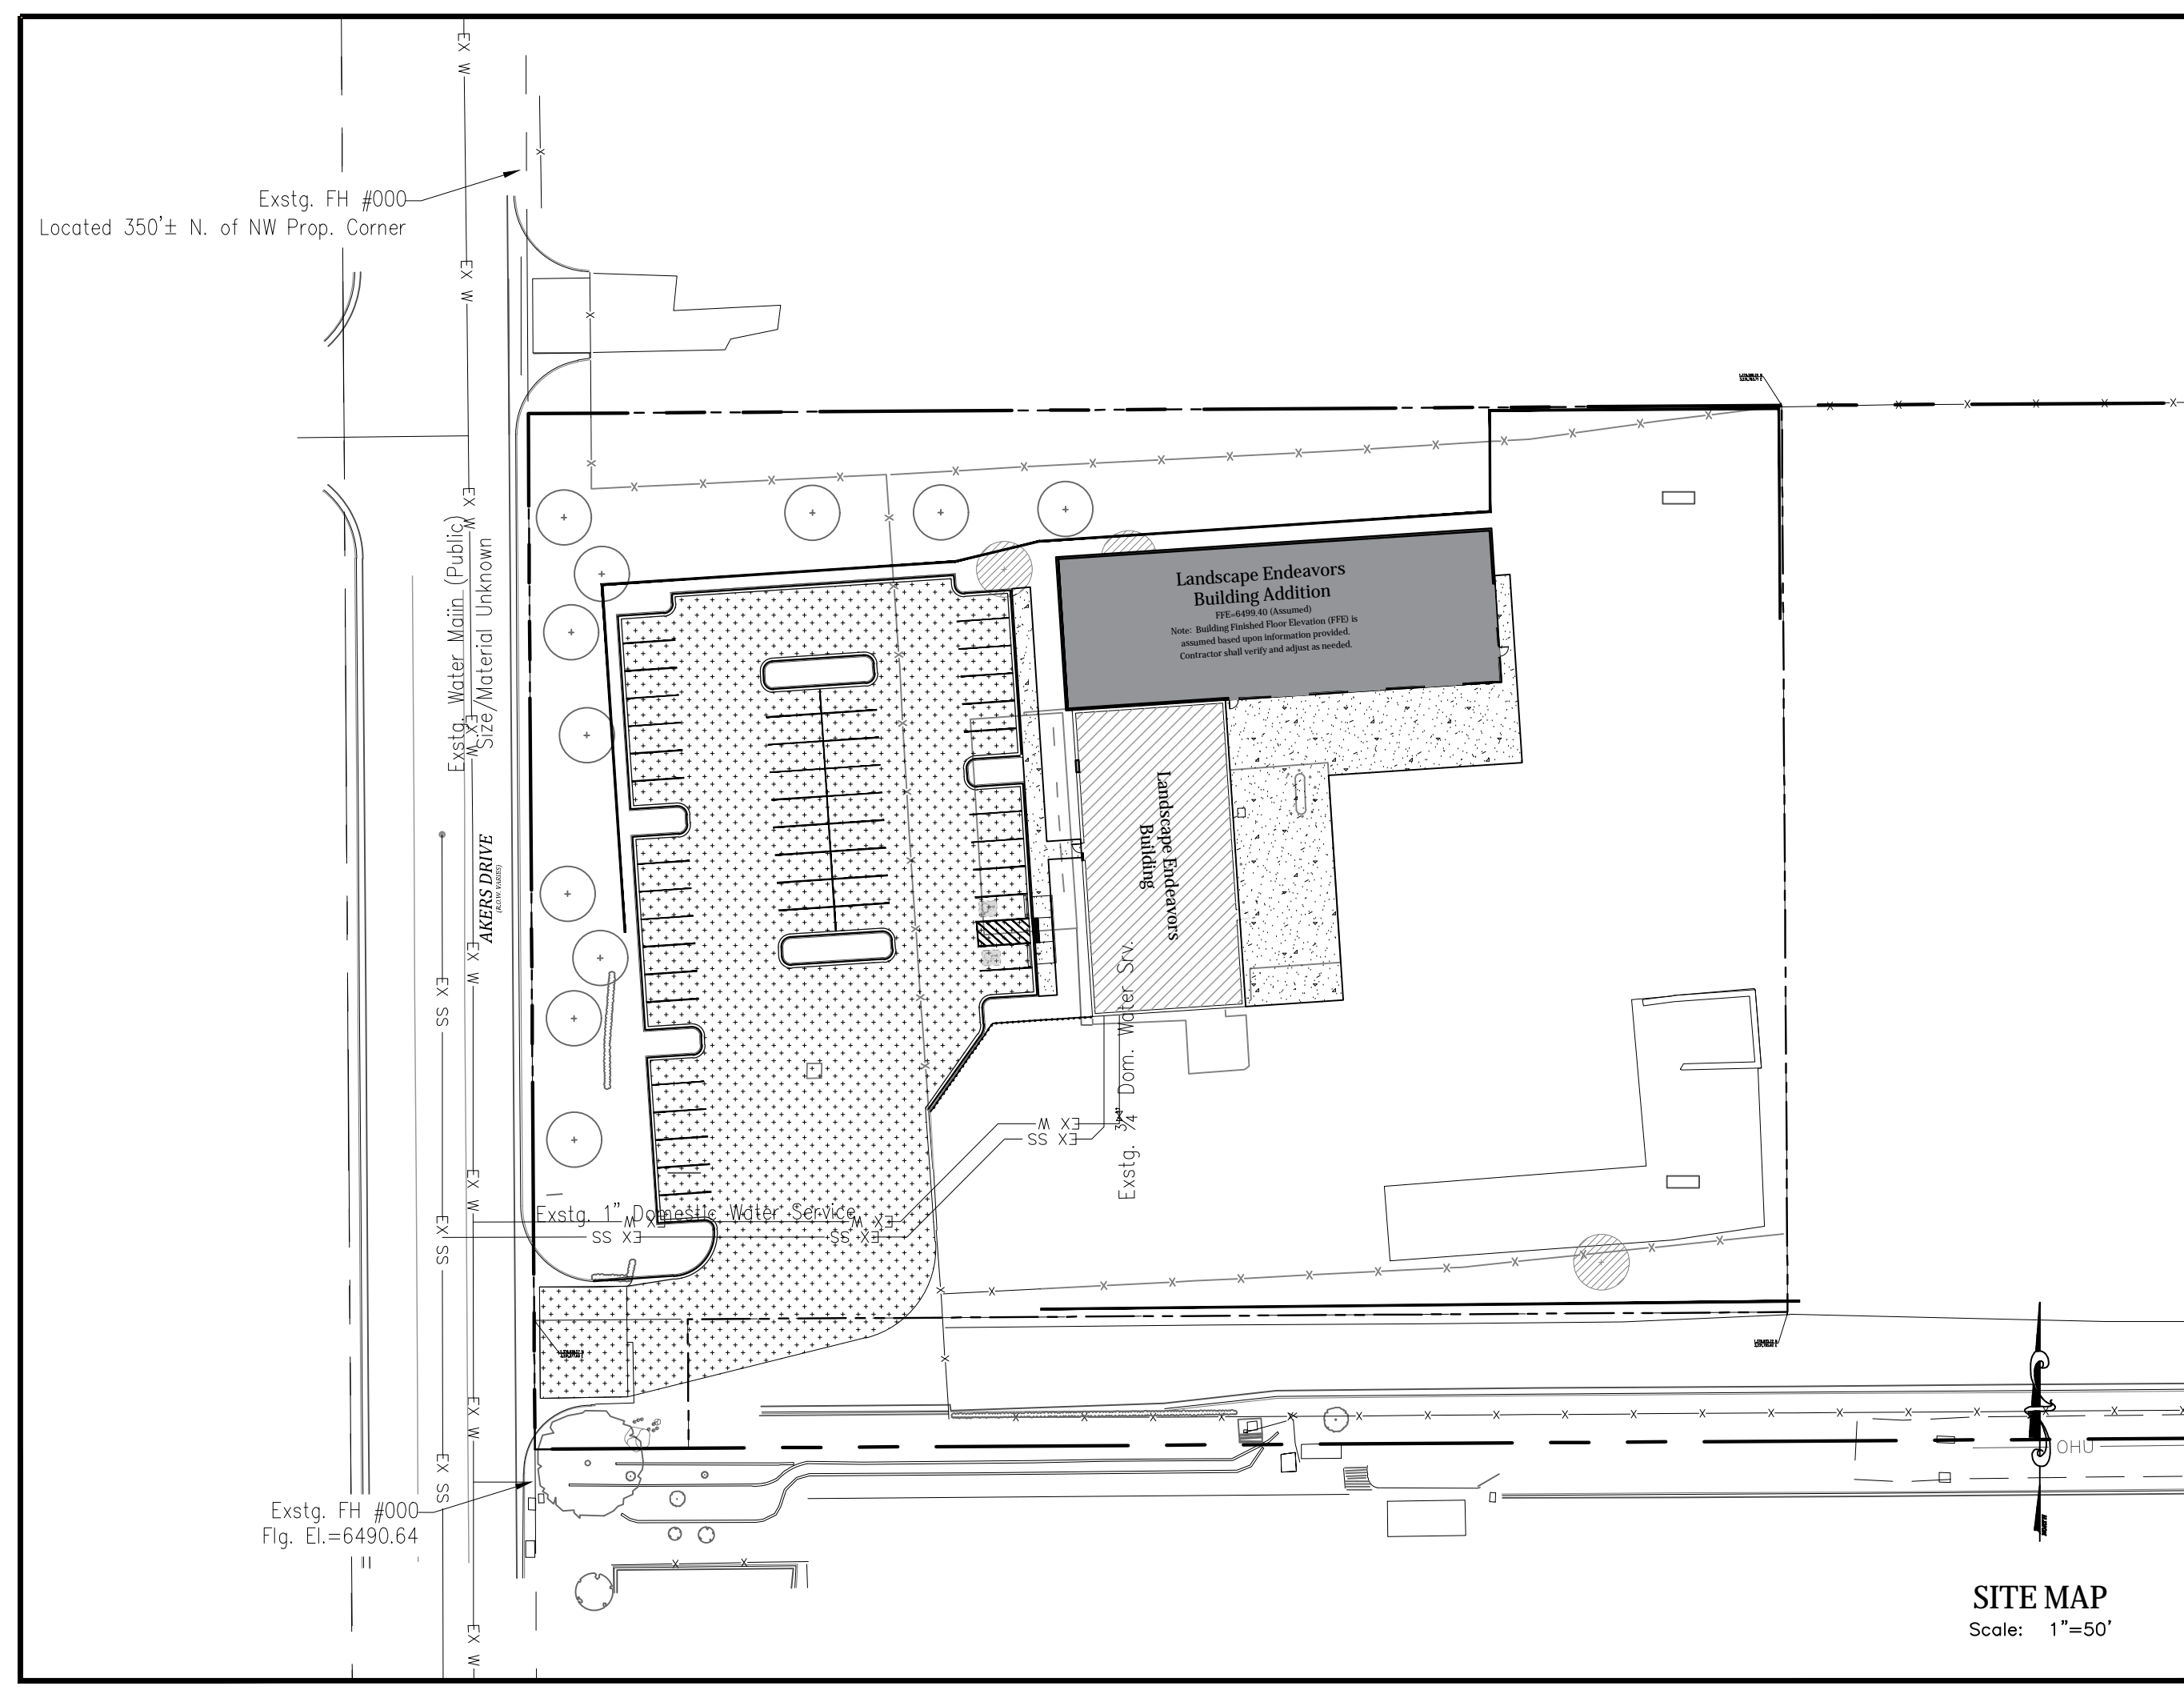 EX W
Exstg. FH #000
Located 350'± N. of NW Prop. Corner
EX W
Landscape Endeavors
Building Addition
FFE=6499.40 (Assumed)
Note: Building Finished Floor Elevation (FFE) is
assumed based upon information provided.
Contractor shall verify and adjust as needed.
EX W
Exstg. Water Maiin (Public)
Size/Material Unknown
EX W
Landscape Endeavors
Building
AKERS DRIVE
(R.O.W. VARIES)
EX W
EX SS
Exstg. 3/4" Dom. Water Srv.
EX W
EX SS
EX W
Exstg. 1" Domestic Water Service
EX W
EX W
EX SS
EX SS
EX SS
EX W
OHU
EX SS
Exstg. FH #000
Flg. El.=6490.64
NORTH
SITE MAP
Scale: 1"=50'
EX W